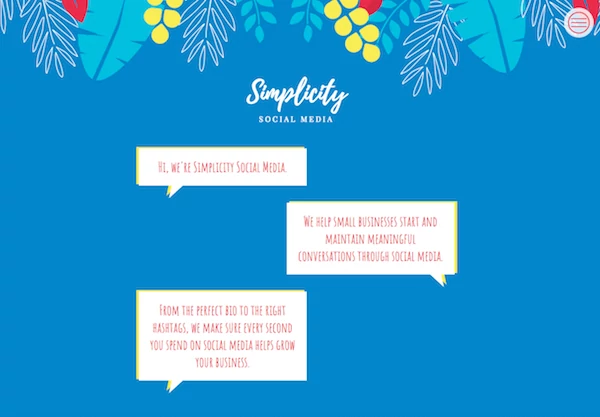 Simplicity
SOCIAL MEDIA
Hi, we're Simplicity Social Media.
We help small businesses start and
maintain meaningful
conversations through social media.
From the perfect bio to the right
hashtags, we make sure every second
you spend on social media helps grow
your business.